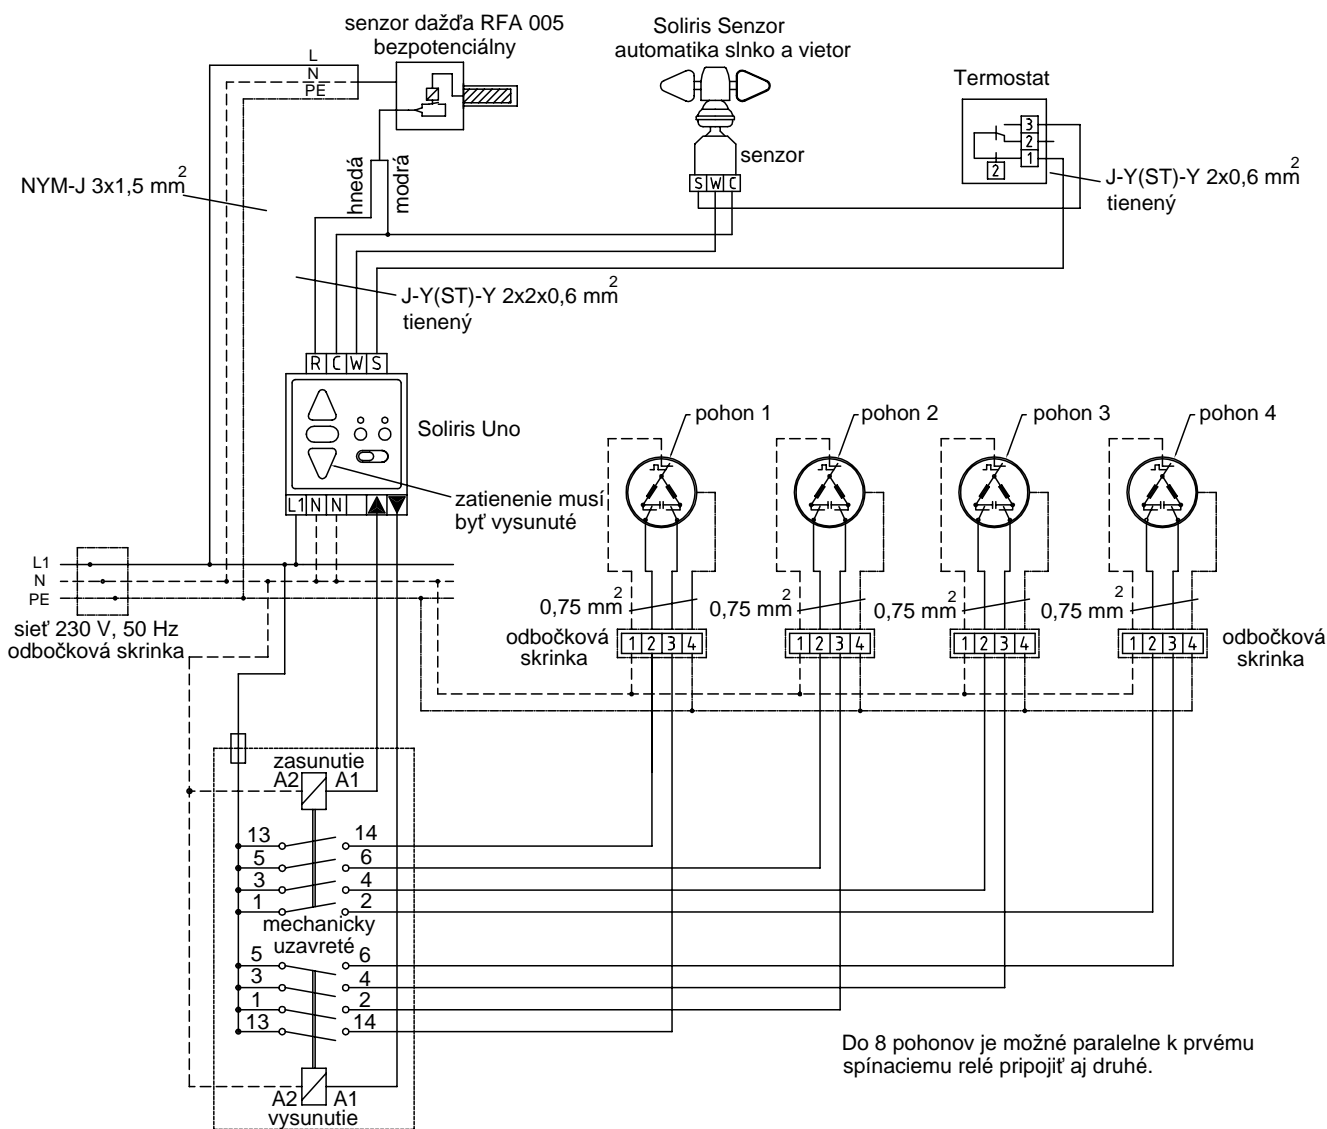 senzor dažďa RFA 005
bezpotenciálny
Soliris Senzor
automatika slnko a vietor
Termostat
L
N
PE
3
2
1
2
senzor
S W C
NYM-J 3x1,5 mm2
hnedá
modrá
J-Y(ST)-Y 2x0,6 mm2
tienený
J-Y(ST)-Y 2x2x0,6 mm2
tienený
R C W S
Soliris Uno
zatienenie musí
byť vysunuté
L1 N N
pohon 1
pohon 2
pohon 3
pohon 4
L1
N
PE
sieť 230 V, 50 Hz
odbočková skrinka
0,75 mm2
0,75 mm2
0,75 mm2
0,75 mm2
odbočková
skrinka
1 2 3 4
1 2 3 4
1 2 3 4
1 2 3 4
odbočková
skrinka
zasunutie
A2 A1
13 14
5 6
3 4
1 2
mechanicky
uzavreté
5 6
3 4
1 2
13 14
A2 A1
vysunutie
Do 8 pohonov je možné paralelne k prvému
spínaciemu relé pripojiť aj druhé.